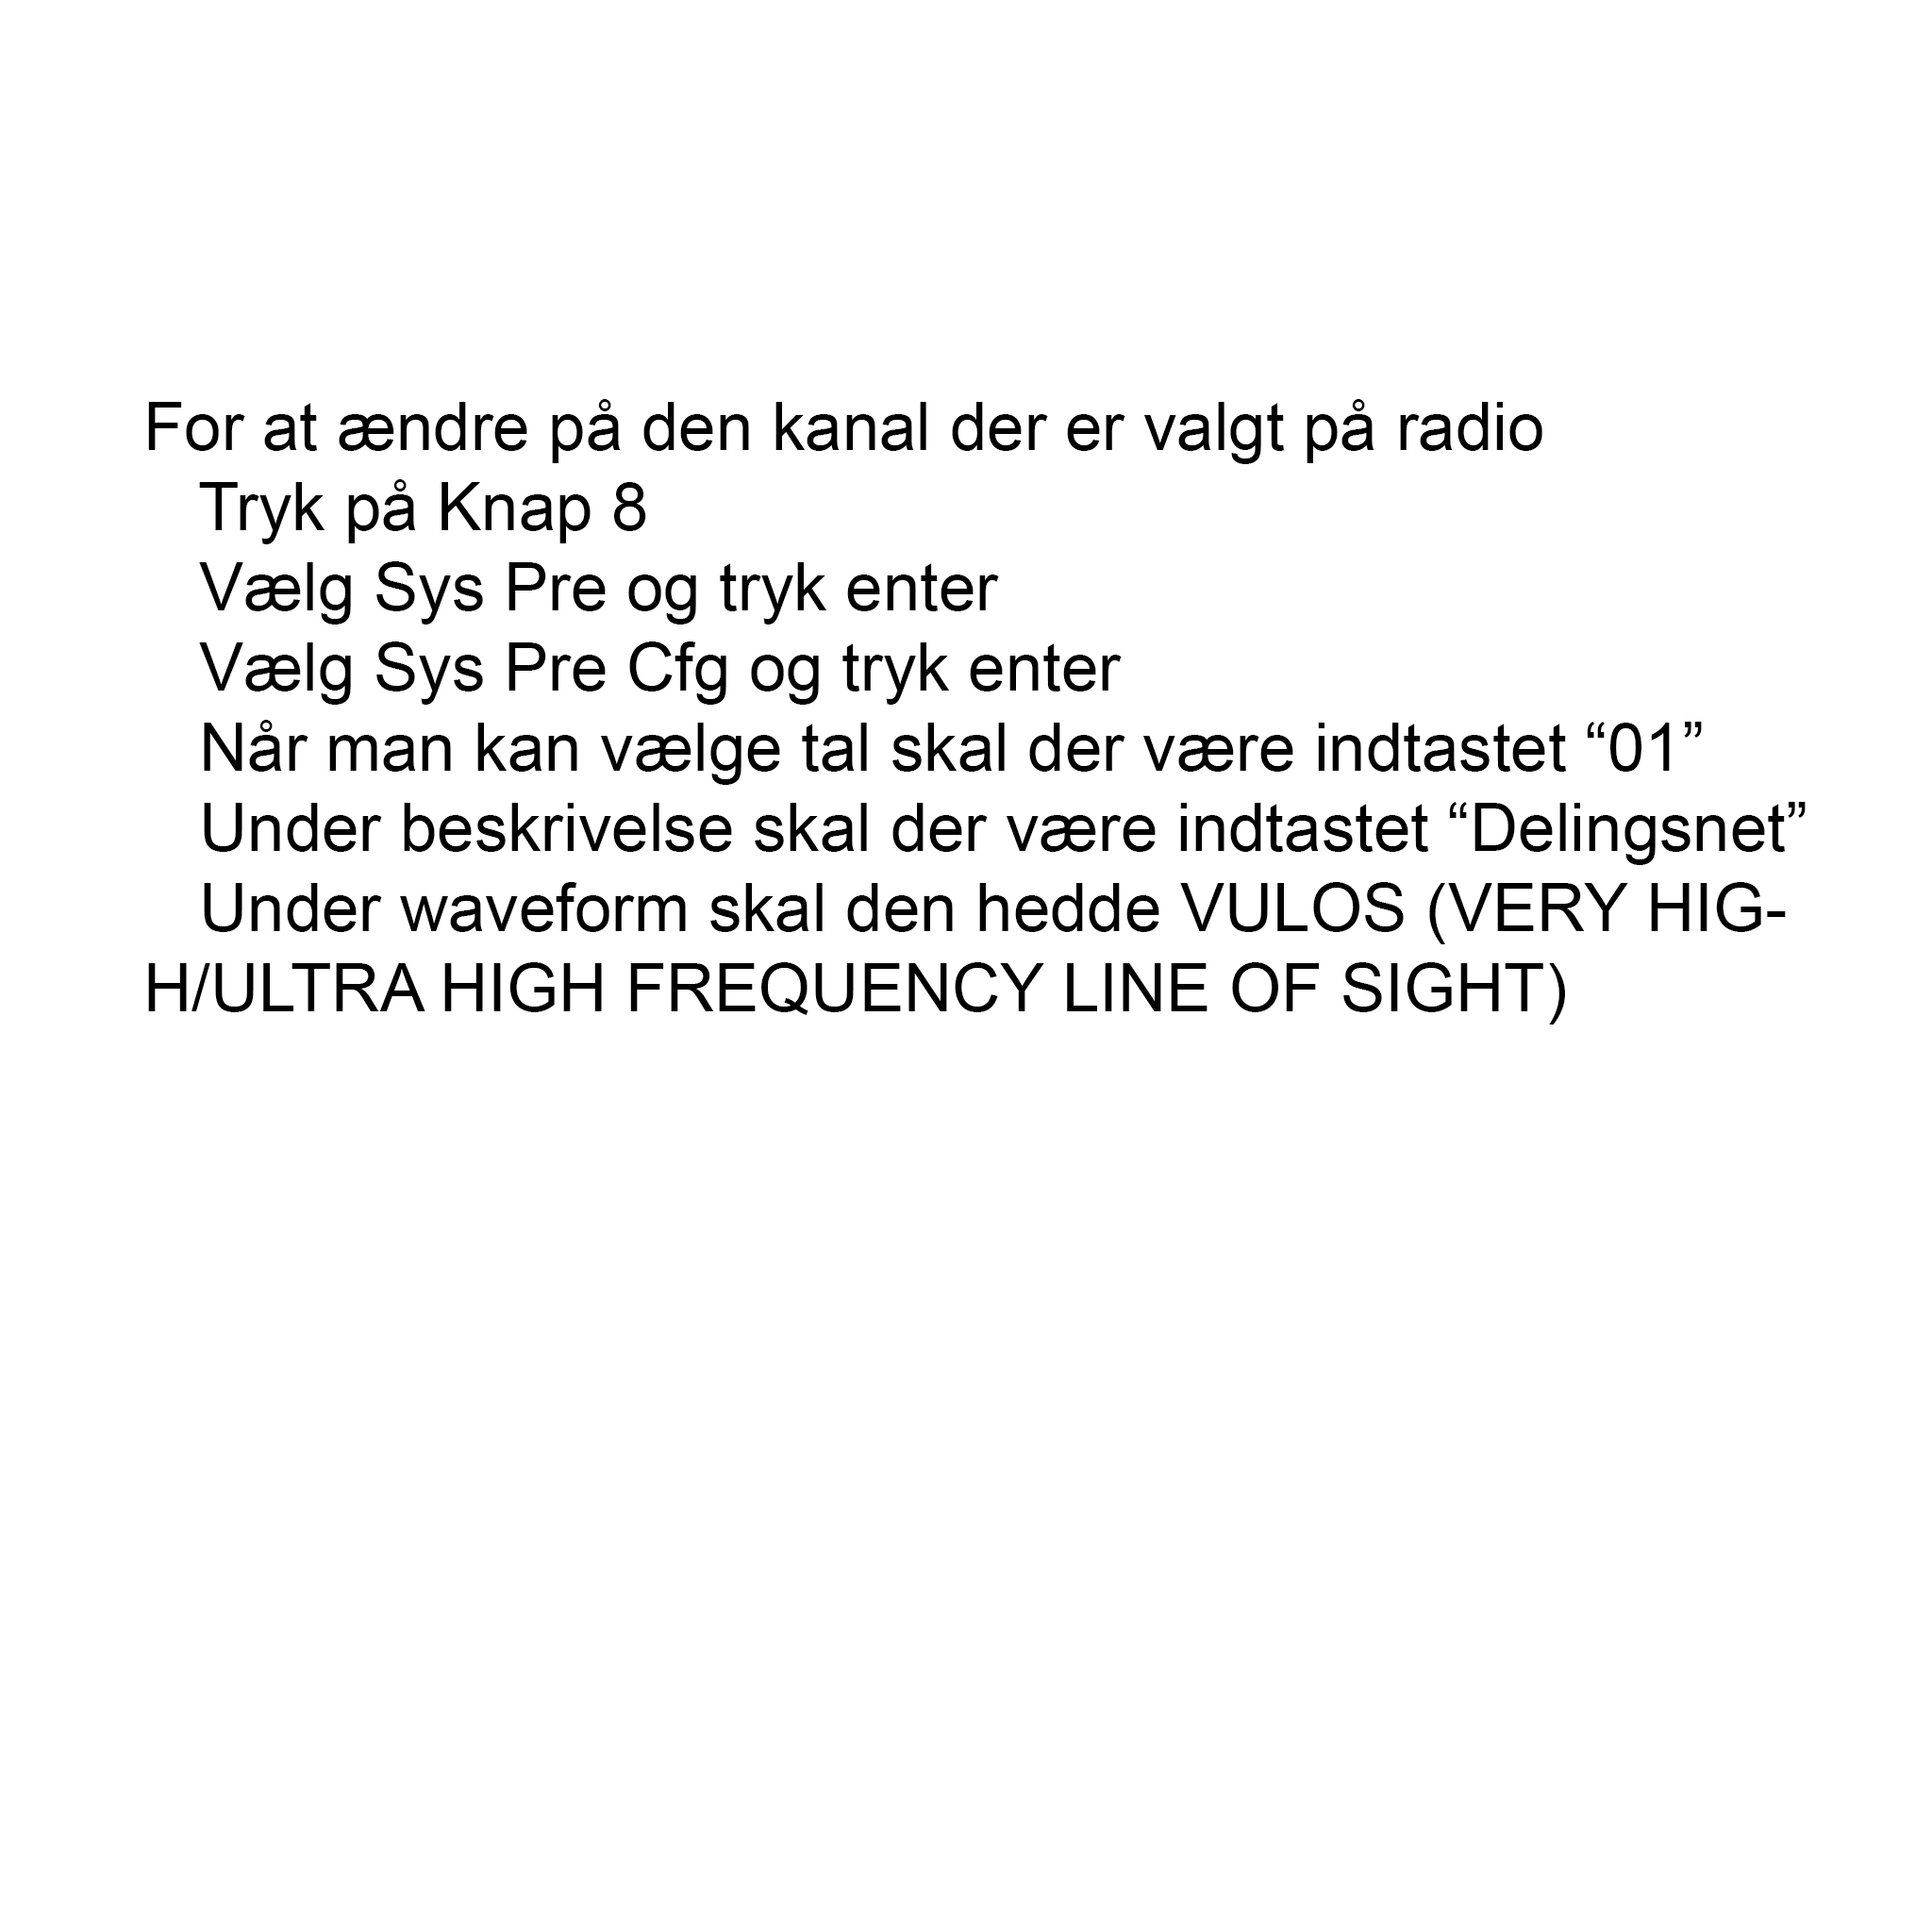 For at ændre på den kanal der er valgt på radio
Tryk på Knap 8
Vælg Sys Pre og tryk enter
Vælg Sys Pre Cfg og tryk enter
Når man kan vælge tal skal der være indtastet “01”
Under beskrivelse skal der være indtastet “Delingsnet”
Under waveform skal den hedde VULOS (VERY HIG-
H/ULTRA HIGH FREQUENCY LINE OF SIGHT)